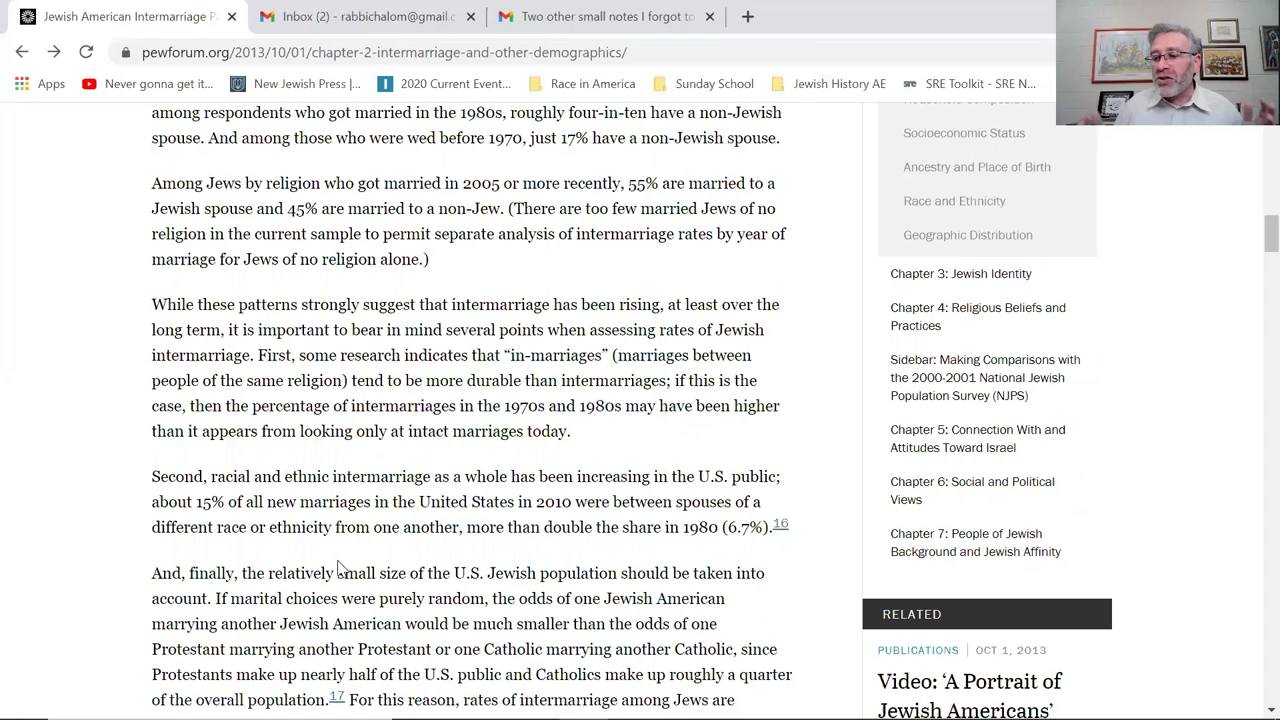 Jewish American Intermarriage P
Inbox (2) - rabbichalom@gmail
Two other small notes I forgot to
pewforum.org/2013/10/01/chapter-2-intermarriage-and-other-demographics/
Apps
Never gonna get it...
New Jewish Press |...
2020 Current Event...
Race in America
Sunday School
Jewish History AE
sre
SRE Toolkit - SRE N...
among respondents who got married in the 1980s, roughly four-in-ten have a non-Jewish
spouse. And among those who were wed before 1970, just 17% have a non-Jewish spouse.
Among Jews by religion who got married in 2005 or more recently, 55% are married to a
Jewish spouse and 45% are married to a non-Jew. (There are too few married Jews of no
religion in the current sample to permit separate analysis of intermarriage rates by year of
marriage for Jews of no religion alone.)
While these patterns strongly suggest that intermarriage has been rising, at least over the
long term, it is important to bear in mind several points when assessing rates of Jewish
intermarriage. First, some research indicates that “in-marriages” (marriages between
people of the same religion) tend to be more durable than intermarriages; if this is the
case, then the percentage of intermarriages in the 1970s and 1980s may have been higher
than it appears from looking only at intact marriages today.
Second, racial and ethnic intermarriage as a whole has been increasing in the U.S. public;
about 15% of all new marriages in the United States in 2010 were between spouses of a
different race or ethnicity from one another, more than double the share in 1980 (6.7%).16
And, finally, the relatively small size of the U.S. Jewish population should be taken into
account. If marital choices were purely random, the odds of one Jewish American
marrying another Jewish American would be much smaller than the odds of one
Protestant marrying another Protestant or one Catholic marrying another Catholic, since
Protestants make up nearly half of the U.S. public and Catholics make up roughly a quarter
of the overall population.17 For this reason, rates of intermarriage among Jews are
Household Composition
Socioeconomic Status
Ancestry and Place of Birth
Race and Ethnicity
Geographic Distribution
Chapter 3: Jewish Identity
Chapter 4: Religious Beliefs and
Practices
Sidebar: Making Comparisons with
the 2000-2001 National Jewish
Population Survey (NJPS)
Chapter 5: Connection With and
Attitudes Toward Israel
Chapter 6: Social and Political
Views
Chapter 7: People of Jewish
Background and Jewish Affinity
RELATED
PUBLICATIONS | OCT 1, 2013
Video: ‘A Portrait of
Jewish Americans’